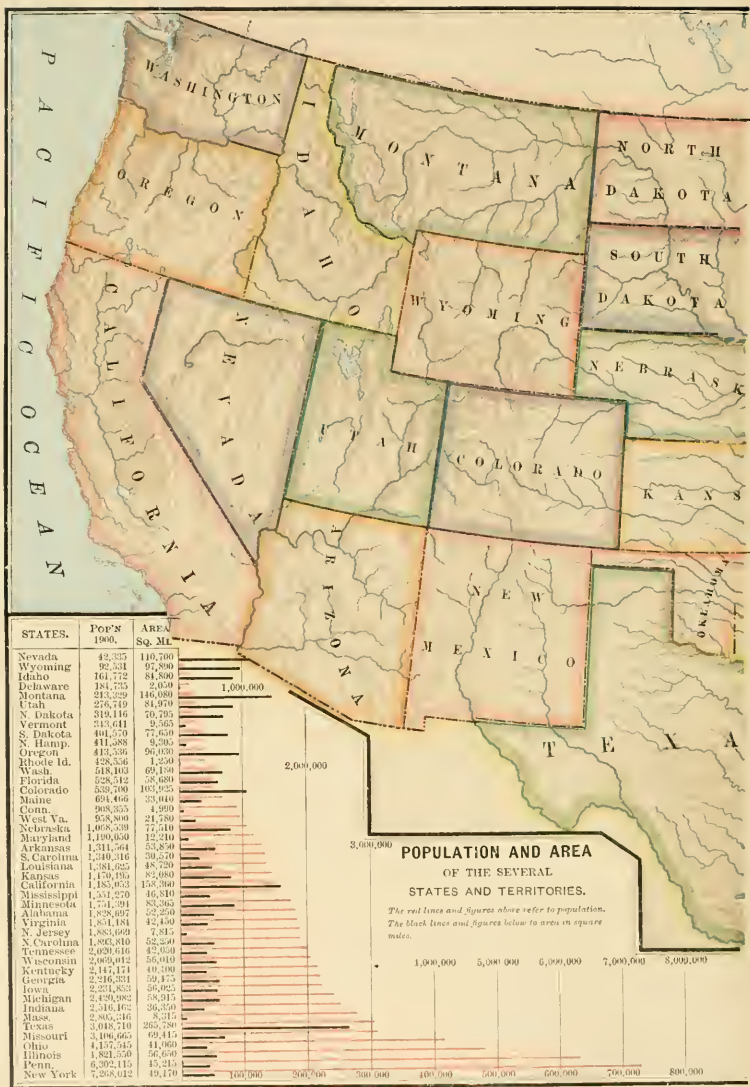 PACIFIC OCEAN
WASHINGTON
OREGON
CALIFORNIA
IDAHO
NEVADA
MONTANA
WYOMING
UTAH
ARIZONA
COLORADO
NEW
MEXICO
NORTH
DAKOTA
SOUTH
DAKOTA
NEBRASK
KANS
OKLAHOMA
TEXA
STATES. POP'N 1900. AREA SQ. MI.
Nevada 42,335 110,700
Wyoming 92,531 97,890
Idaho 161,772 84,800
Delaware 184,735 2,050
Montana 213,329 146,080
Utah 276,749 84,970
N. Dakota 319,146 70,795
Vermont 343,641 9,565
S. Dakota 401,570 77,650
N. Hamp. 411,588 9,305
Oregon 413,536 96,030
Rhode Id. 428,556 1,250
Wash. 518,103 69,180
Florida 528,542 58,680
Colorado 539,700 103,925
Maine 694,466 33,040
Conn. 908,355 4,990
West Va. 958,800 24,780
Nebraska 1,068,539 77,510
Maryland 1,190,050 12,210
Arkansas 1,311,564 53,850
S. Carolina 1,340,316 30,570
Louisiana 1,381,625 48,720
Kansas 1,470,495 82,080
California 1,485,053 158,360
Mississippi 1,551,270 46,810
Minnesota 1,751,394 83,365
Alabama 1,828,697 52,250
Virginia 1,854,184 42,450
N. Jersey 1,883,669 7,815
N. Carolina 1,893,810 52,250
Tennessee 2,020,616 42,050
Wisconsin 2,069,042 56,040
Kentucky 2,147,174 40,400
Georgia 2,216,331 59,475
Iowa 2,231,853 56,025
Michigan 2,420,982 58,915
Indiana 2,516,462 36,350
Mass. 2,805,346 8,315
Texas 3,048,710 265,780
Missouri 3,106,665 69,415
Ohio 4,157,545 41,060
Illinois 4,821,550 56,650
Penn. 6,302,115 45,215
New York 7,268,012 49,170
1,000,000
2,000,000
3,000,000
POPULATION AND AREA
OF THE SEVERAL
STATES AND TERRITORIES.
The red lines and figures above refer to population.
The black lines and figures below to area in square
miles.
4,000,000 5,000,000 6,000,000 7,000,000 8,000,000
100,000 200,000 300,000 400,000 500,000 600,000 700,000 800,000